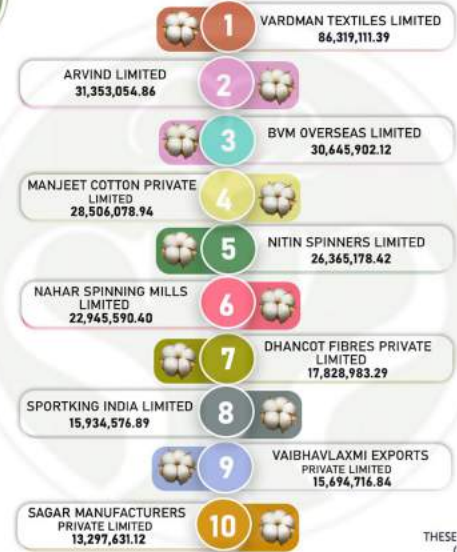 1
VARDMAN TEXTILES LIMITED
86,319,111.39
ARVIND LIMITED
31,353,054.86
2
3
BVM OVERSEAS LIMITED
30,645,902.12
MANJEET COTTON PRIVATE
LIMITED
28,506,078.94
4
5
NITIN SPINNERS LIMITED
26,365,178.42
NAHAR SPINNING MILLS
LIMITED
22,945,590.40
6
7
DHANCOT FIBRES PRIVATE
LIMITED
17,828,983.29
SPORTKING INDIA LIMITED
15,934,576.89
8
9
VAIBHAVLAXMI EXPORTS
PRIVATE LIMITED
15,694,716.84
SAGAR MANUFACTURERS
PRIVATE LIMITED
13,297,631.12
10
THESE